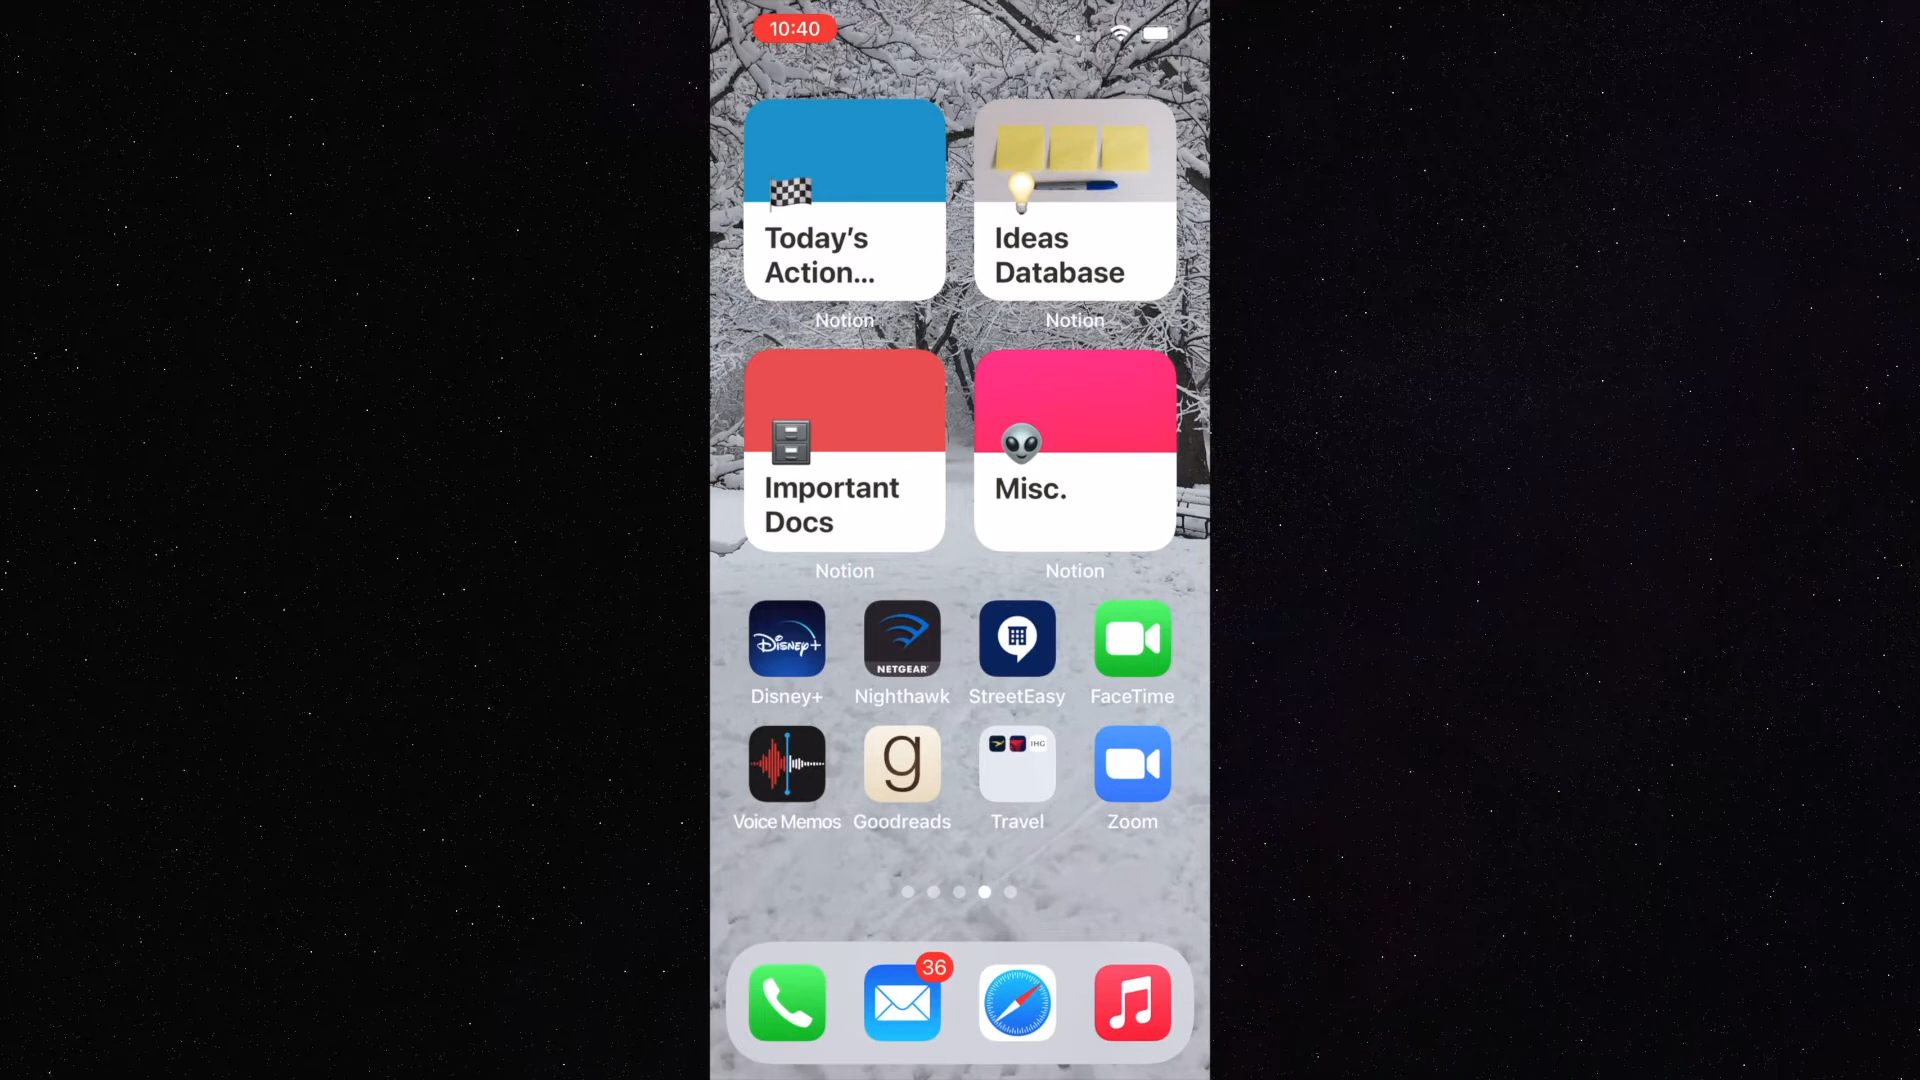 10:40
Today's
Action...
Ideas
Database
Notion
Notion
Important
Docs
Misc.
Notion
Notion
Disney+
NETGEAR
IHG
Disney+
Nighthawk
StreetEasy
FaceTime
g
Voice Memos
Goodreads
Travel
Zoom
36